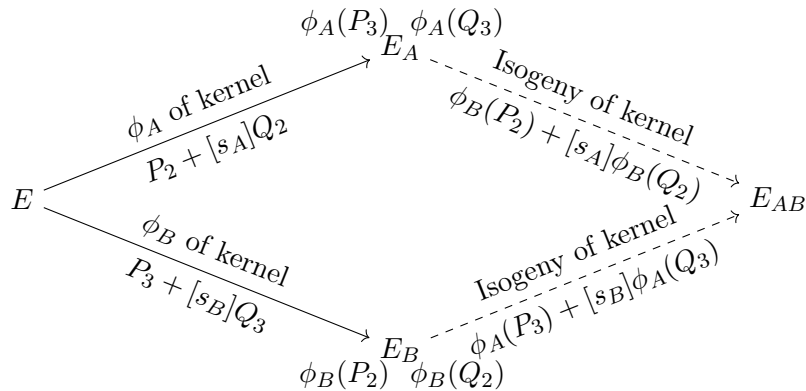 ϕ_A(P_3) ϕ_A(Q_3)
E_A
ϕ_A of kernel
P_2 + [s_A]Q_2
Isogeny of kernel
ϕ_B(P_2) + [s_A]ϕ_B(Q_2)
E
E_{AB}
ϕ_B of kernel
P_3 + [s_B]Q_3
Isogeny of kernel
ϕ_A(P_3) + [s_B]ϕ_A(Q_3)
E_B
ϕ_B(P_2) ϕ_B(Q_2)